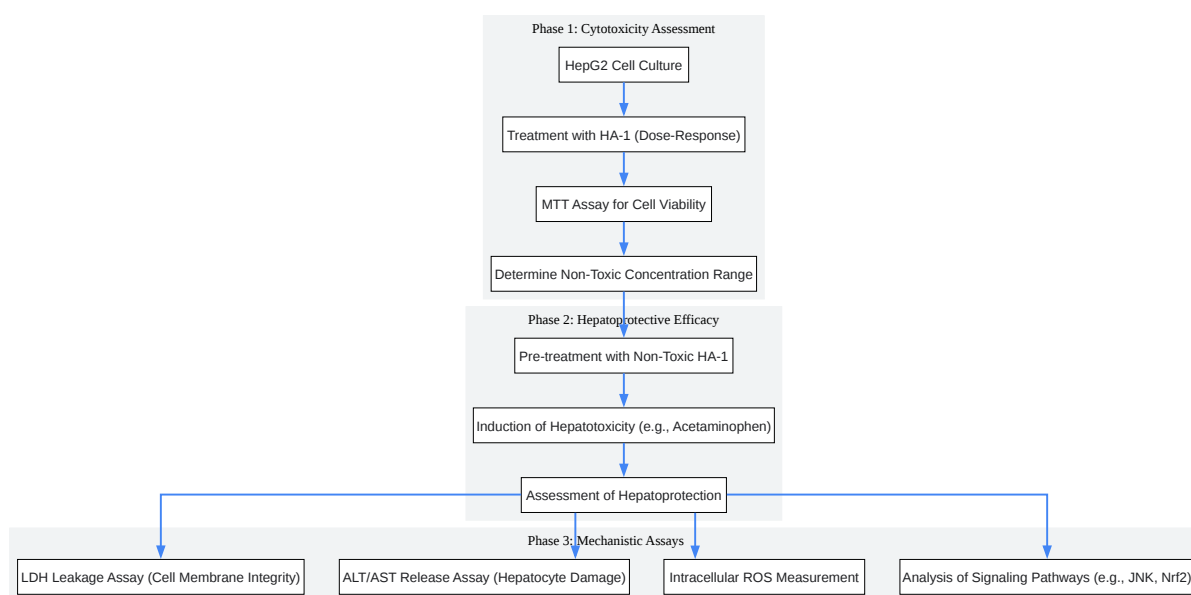 Phase 1: Cytotoxicity Assessment
HepG2 Cell Culture
Treatment with HA-1 (Dose-Response)
MTT Assay for Cell Viability
Determine Non-Toxic Concentration Range
Phase 2: Hepatoprotective Efficacy
Pre-treatment with Non-Toxic HA-1
Induction of Hepatotoxicity (e.g., Acetaminophen)
Assessment of Hepatoprotection
Phase 3: Mechanistic Assays
LDH Leakage Assay (Cell Membrane Integrity)
ALT/AST Release Assay (Hepatocyte Damage)
Intracellular ROS Measurement
Analysis of Signaling Pathways (e.g., JNK, Nrf2)